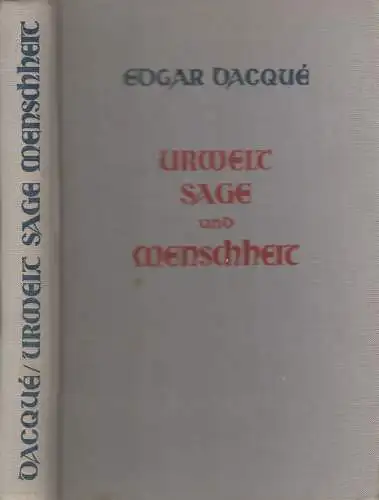 DACQUÉ / URWELT SAGE MENSCHHEIT
EDGAR DACQUÉ
URWELT
SAGE
und
MENSCHHEIT